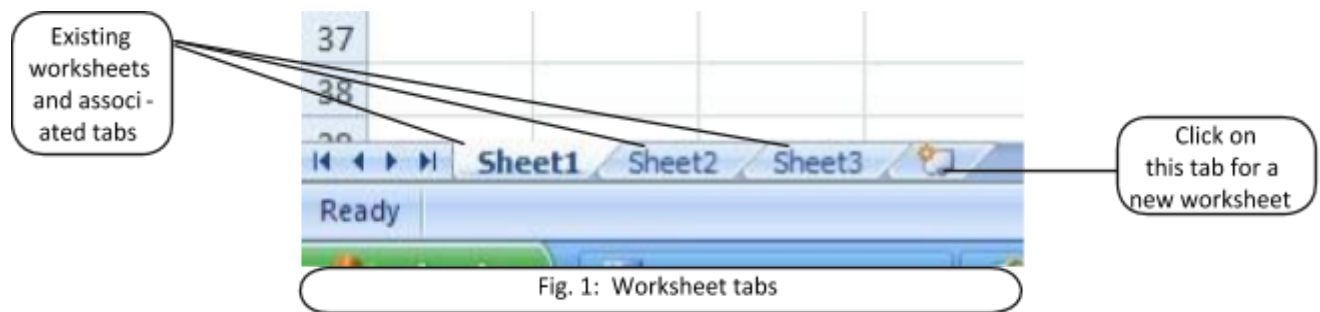 Existing
worksheets
and associ -
ated tabs
37
38
Sheet1 Sheet2 Sheet3
Ready
Click on
this tab for a
new worksheet
Fig. 1: Worksheet tabs